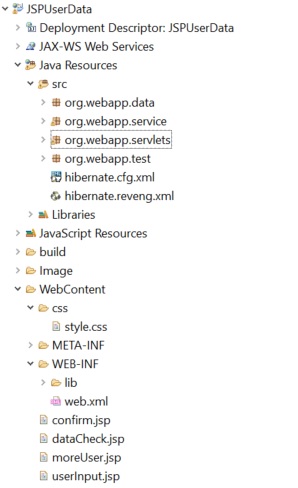 JSPUserData
Deployment Descriptor: JSPUserData
JAX-WS Web Services
Java Resources
src
org.webapp.data
org.webapp.service
org.webapp.servlets
org.webapp.test
hibernate.cfg.xml
hibernate.reveng.xml
Libraries
JavaScript Resources
build
Image
WebContent
css
style.css
META-INF
WEB-INF
lib
web.xml
confirm.jsp
dataCheck.jsp
moreUser.jsp
userInput.jsp